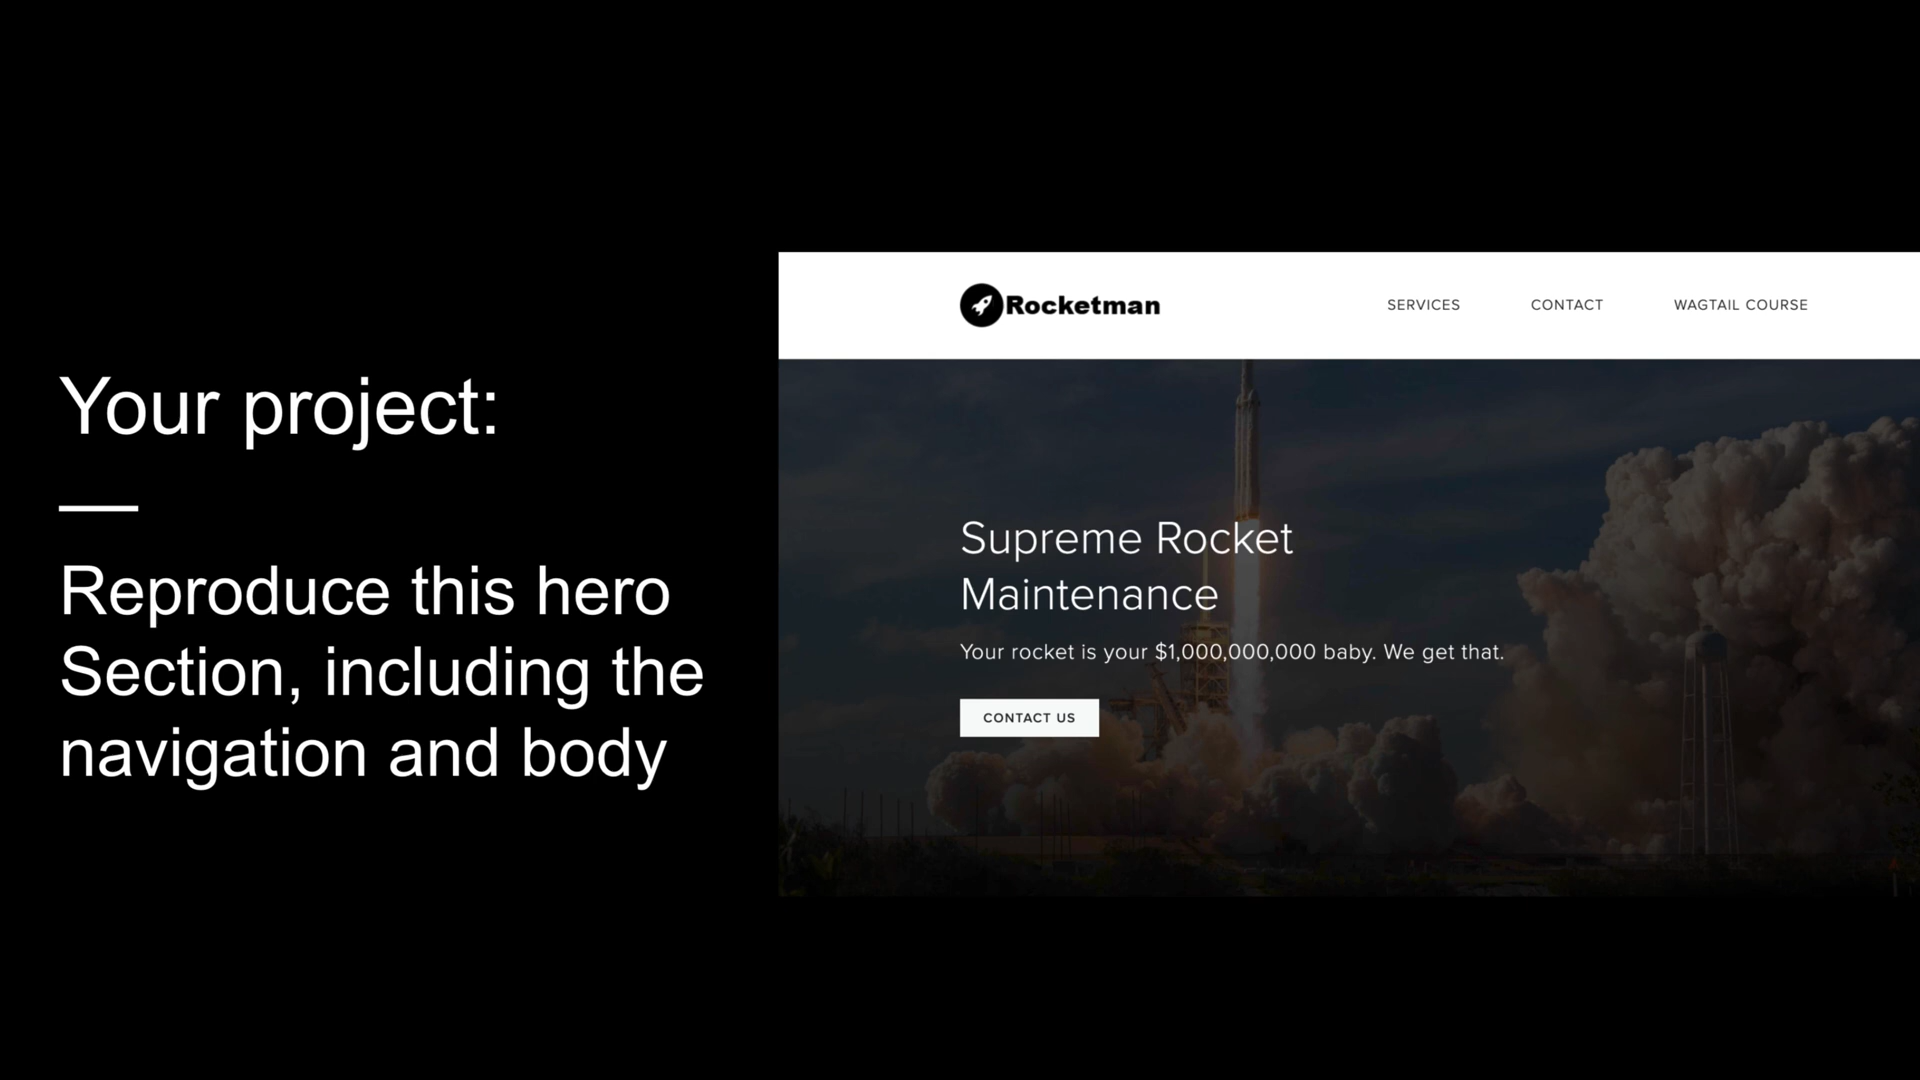 Your project:
Reproduce this hero
Section, including the
navigation and body
Rocketman
SERVICES
CONTACT
WAGTAIL COURSE
Supreme Rocket
Maintenance
Your rocket is your $1,000,000,000 baby. We get that.
CONTACT US